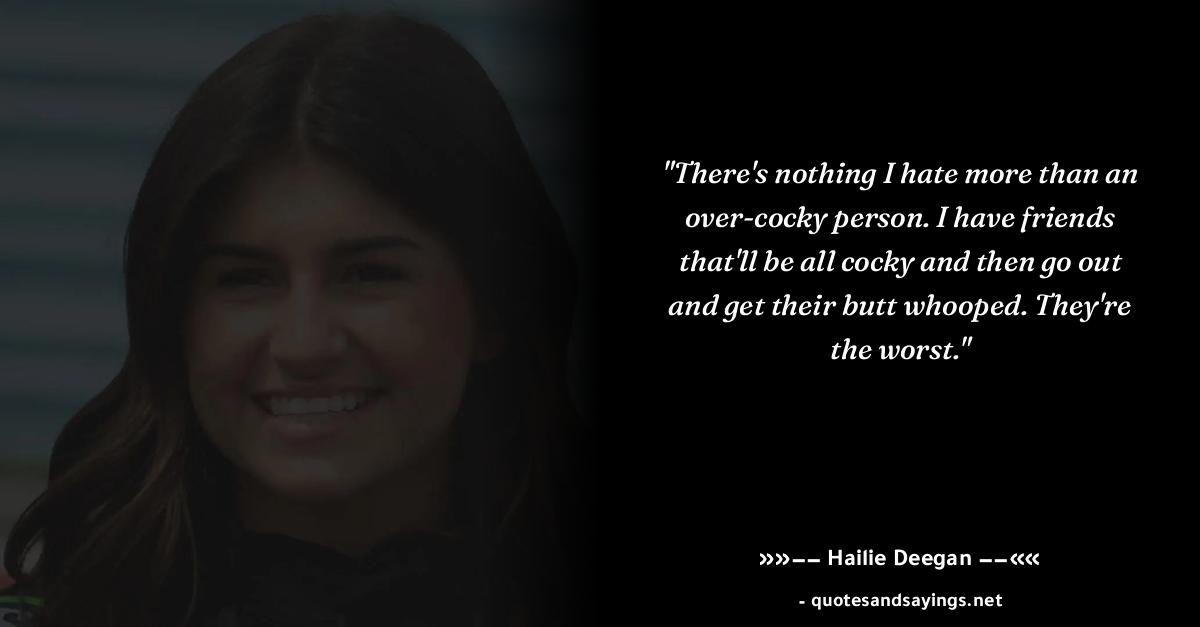 "There's nothing I hate more than an
over-cocky person. I have friends
that'll be all cocky and then go out
and get their butt whooped. They're
the worst."
»»–– Hailie Deegan ––««
- quotesandsayings.net